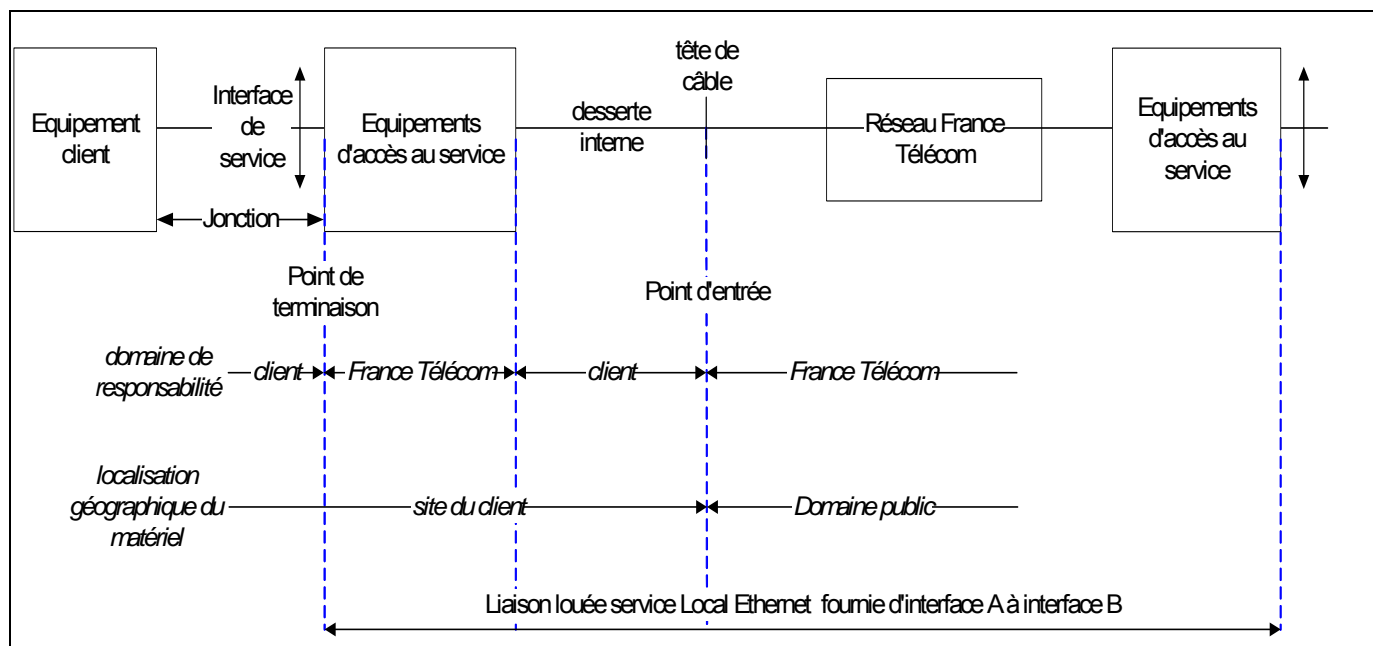 tête de
câble
Equipement
client
Interface
de
service
Jonction
Equipements
d'accès au service
desserte
interne
Réseau France
Télécom
Equipements
d'accès au
service
Point de
terminaison
Point d'entrée
domaine de
responsabilité
client
France Télécom
client
France Télécom
localisation
géographique du
matériel
site du client
Domaine public
Liaison louée service Local Ethernet fournie d'interface A à interface B